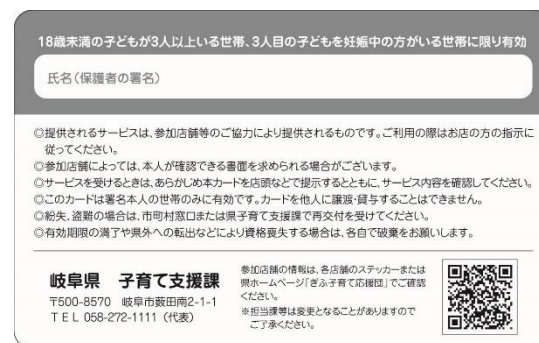 18歳未満の子どもが3人以上いる世帯、3人目の子どもを妊娠中の方がいる世帯に限り有効
氏名(保護者の署名)
◎提供されるサービスは、参加店舗等のご協力により提供されるものです。ご利用の際はお店の方の指示に
従ってください。
◎参加店舗によっては、本人が確認できる書面を求められる場合がございます。
◎サービスを受けるときは、あらかじめ本カードを店頭などで提示するとともに、サービス内容を確認してください。
◎このカードは署名本人の世帯のみに有効です。カードを他人に譲渡・貸与することはできません。
◎紛失、盗難の場合は、市町村窓口または県子育て支援課で再交付を受けてください。
◎有効期限の満了や県外への転出などにより資格喪失する場合は、各自で破棄をお願いします。
岐阜県 子育て支援課
〒500-8570 岐阜市薮田南2-1-1
TEL 058-272-1111(代表)
参加店舗の情報は、各店舗のステッカーまたは
県ホームページ「ぎふ子育て応援団」でご確認
ください。
※担当課等は変更となることがありますので
ご了承ください。